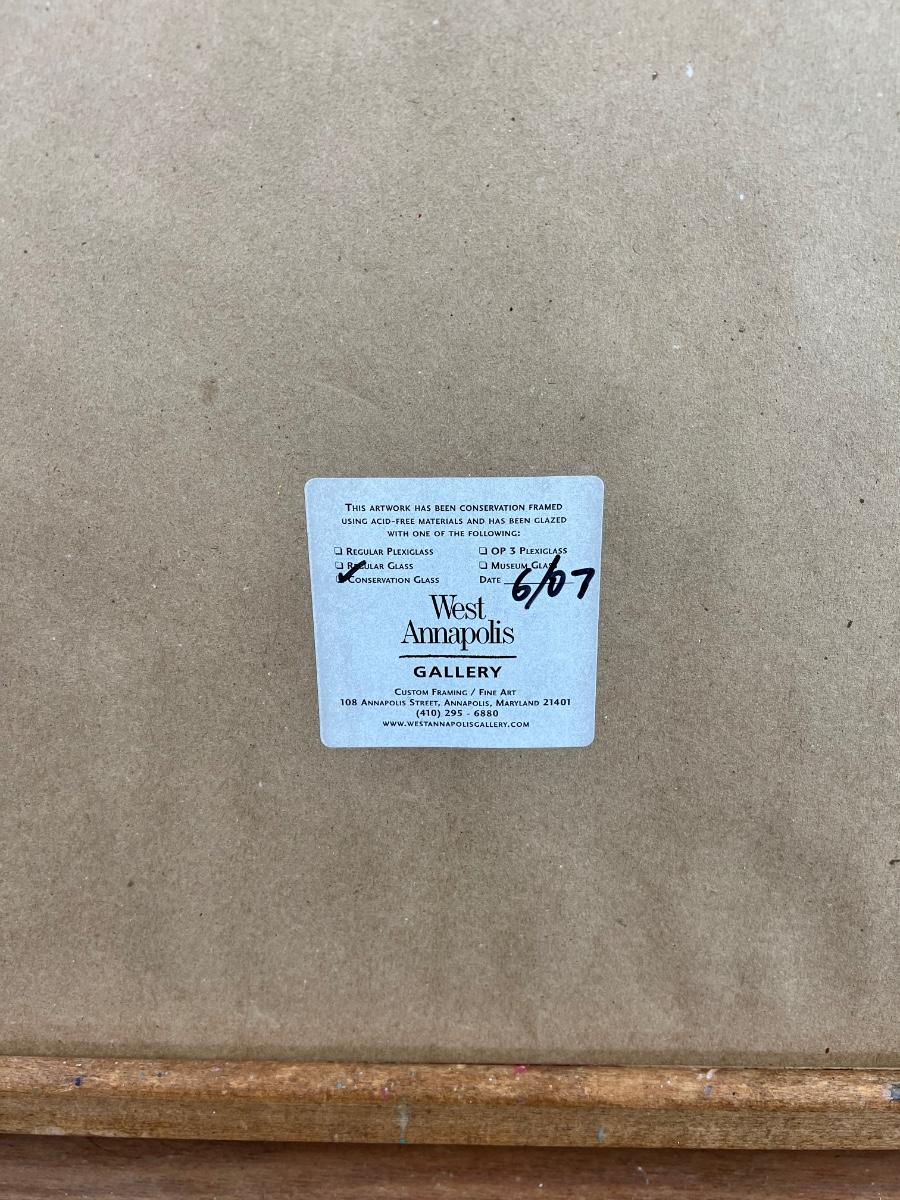 This artwork has been conservation framed
using acid-free materials and has been glazed
with one of the following:
❑ Regular Plexiglass ❑ OP 3 Plexiglass
❑ Regular Glass ❑ Museum Glass
✓ Conservation Glass Date 6/07
West
Annapolis
GALLERY
Custom Framing / Fine Art
108 Annapolis Street, Annapolis, Maryland 21401
(410) 295 - 6880
www.westannapolisgallery.com